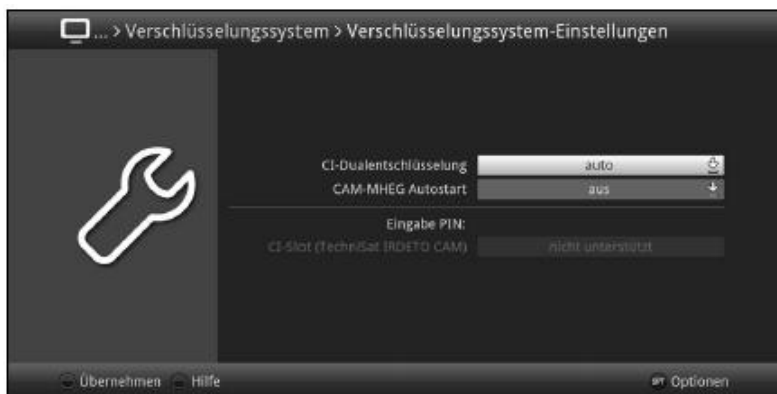 ... > Verschlüsselungssystem > Verschlüsselungssystem-Einstellungen
CI-Dualentschlüsselung auto
CAM-MHEG Autostart aus
Eingabe PIN:
CI-Slot (TechniSat IRDETO CAM) nicht unterstützt
Übernehmen Hilfe Optionen